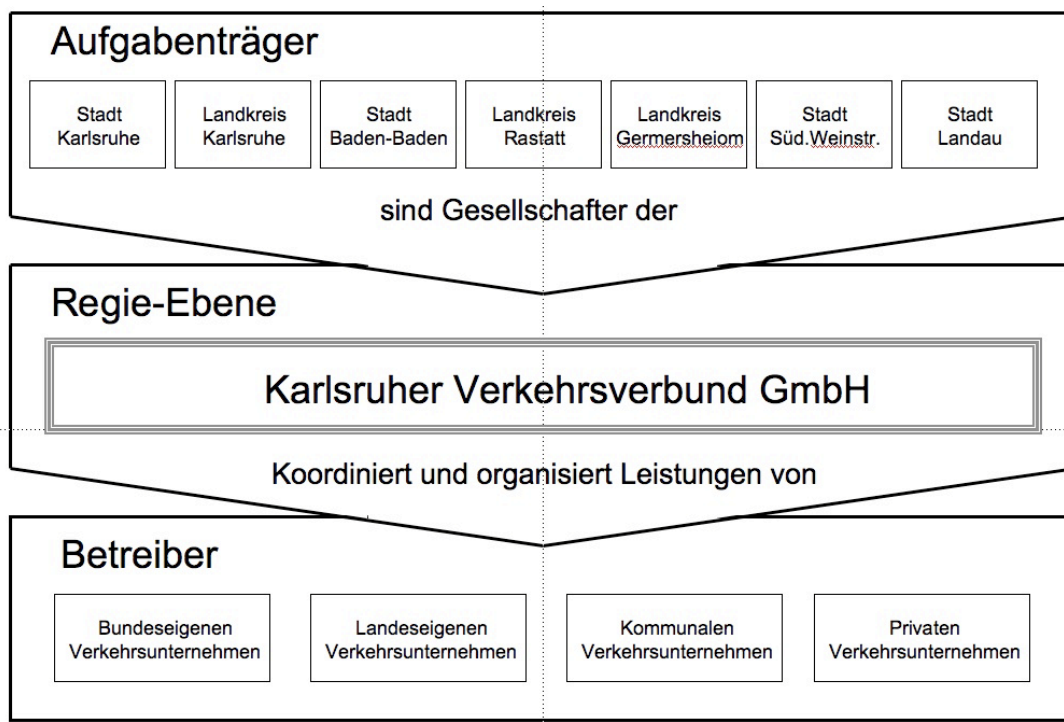 Aufgabenträger
Stadt
Karlsruhe
Landkreis
Karlsruhe
Stadt
Baden-Baden
Landkreis
Rastatt
Landkreis
Germersheiom
Stadt
Süd.Weinstr.
Stadt
Landau
sind Gesellschafter der
Regie-Ebene
Karlsruher Verkehrsverbund GmbH
Koordiniert und organisiert Leistungen von
Betreiber
Bundeseigenen
Verkehrsunternehmen
Landeseigenen
Verkehrsunternehmen
Kommunalen
Verkehrsunternehmen
Privaten
Verkehrsunternehmen